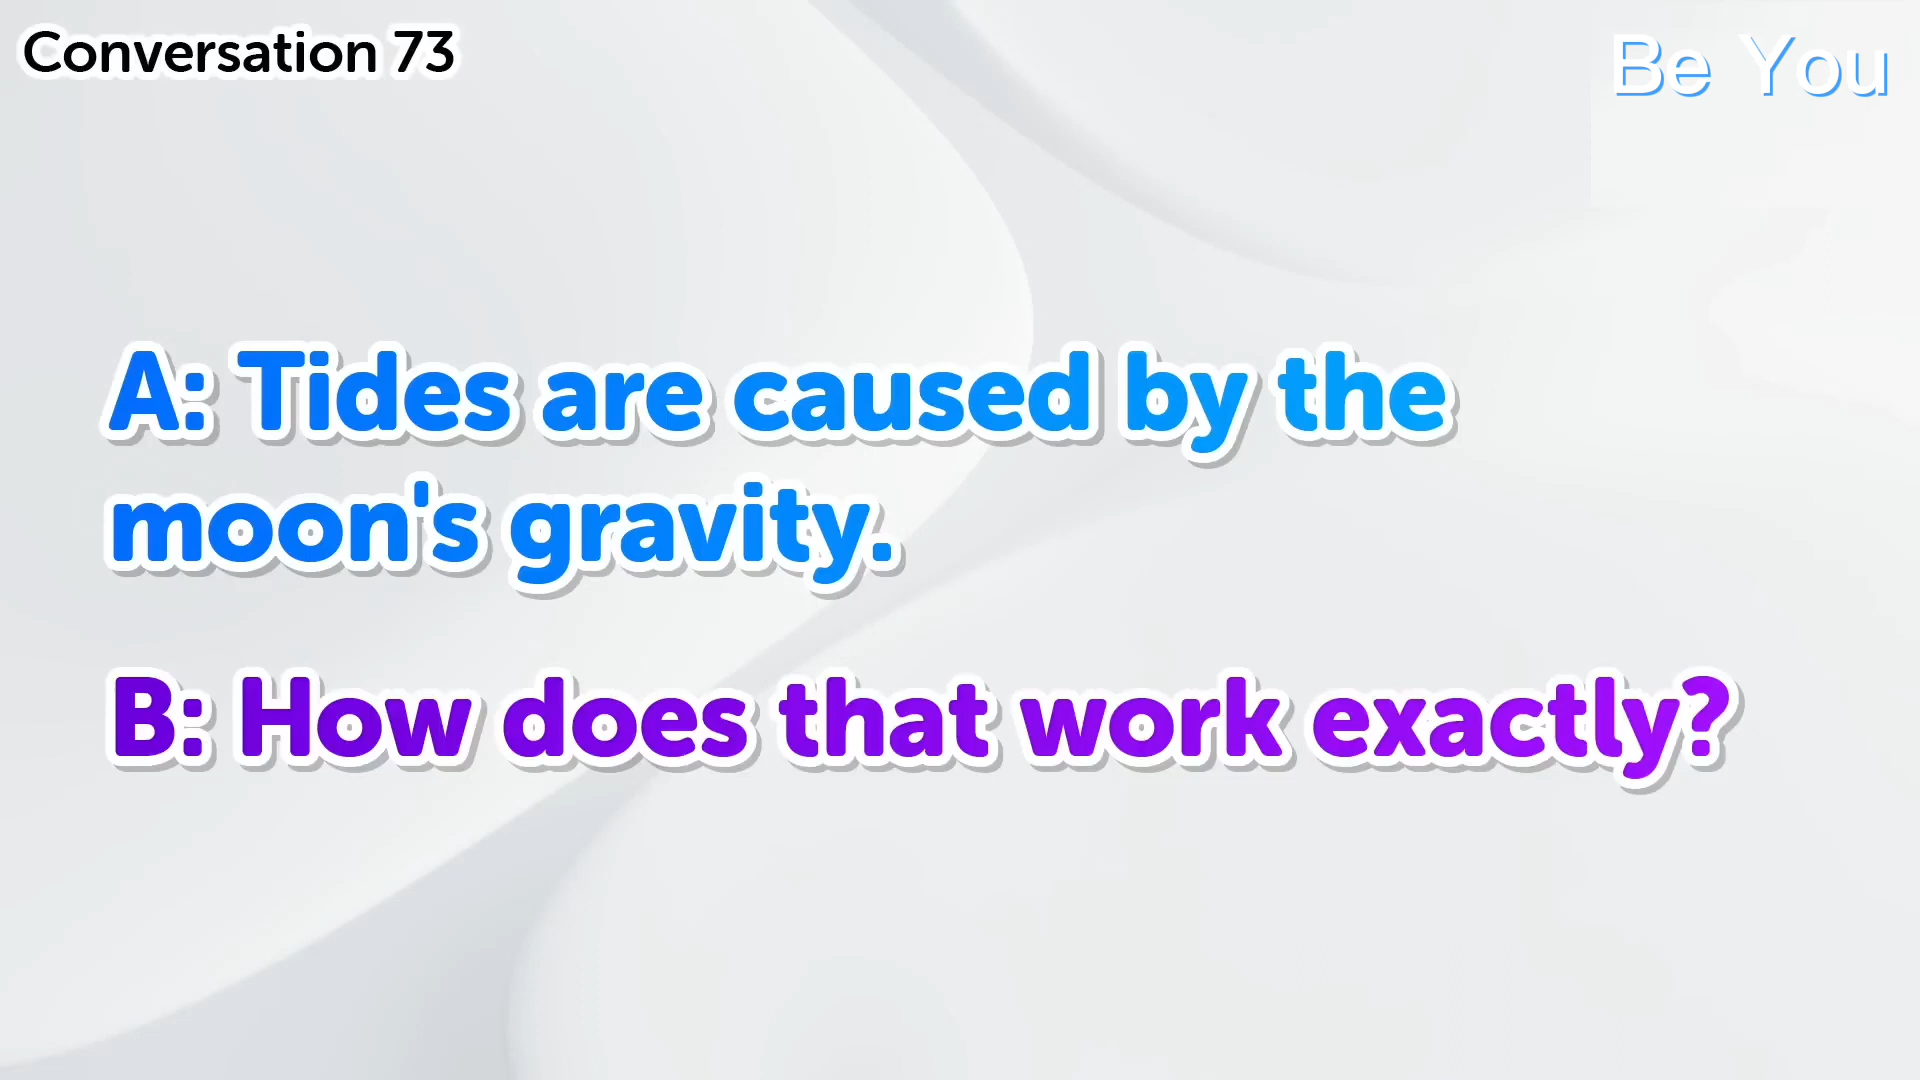 Conversation 73
Be You
A: Tides are caused by the
moon's gravity.
B: How does that work exactly?